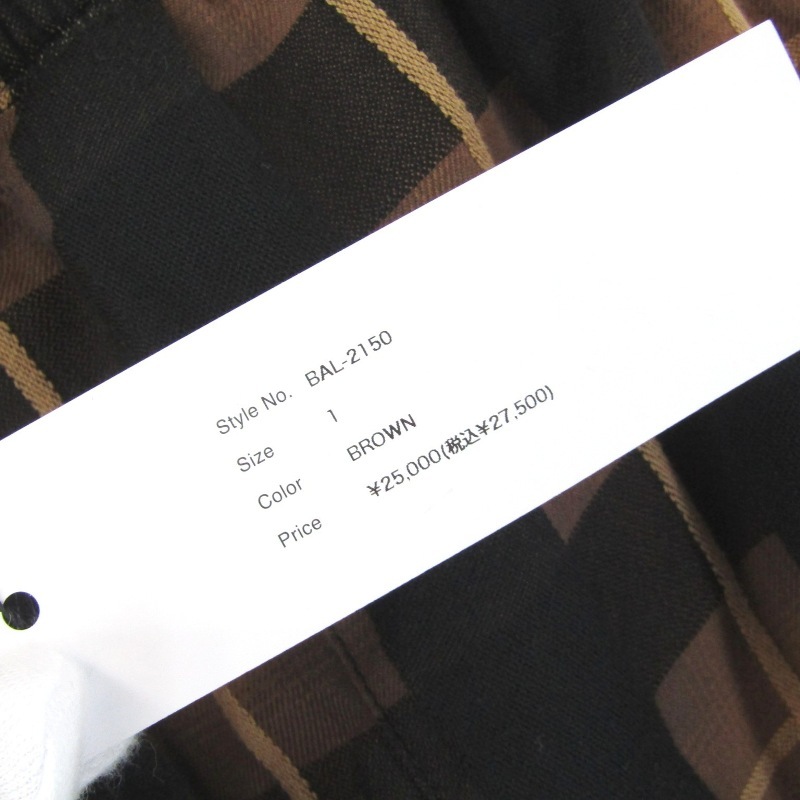 Style No. BAL-2150
Size 1
Color BROWN
Price ¥25,000(税込¥27,500)